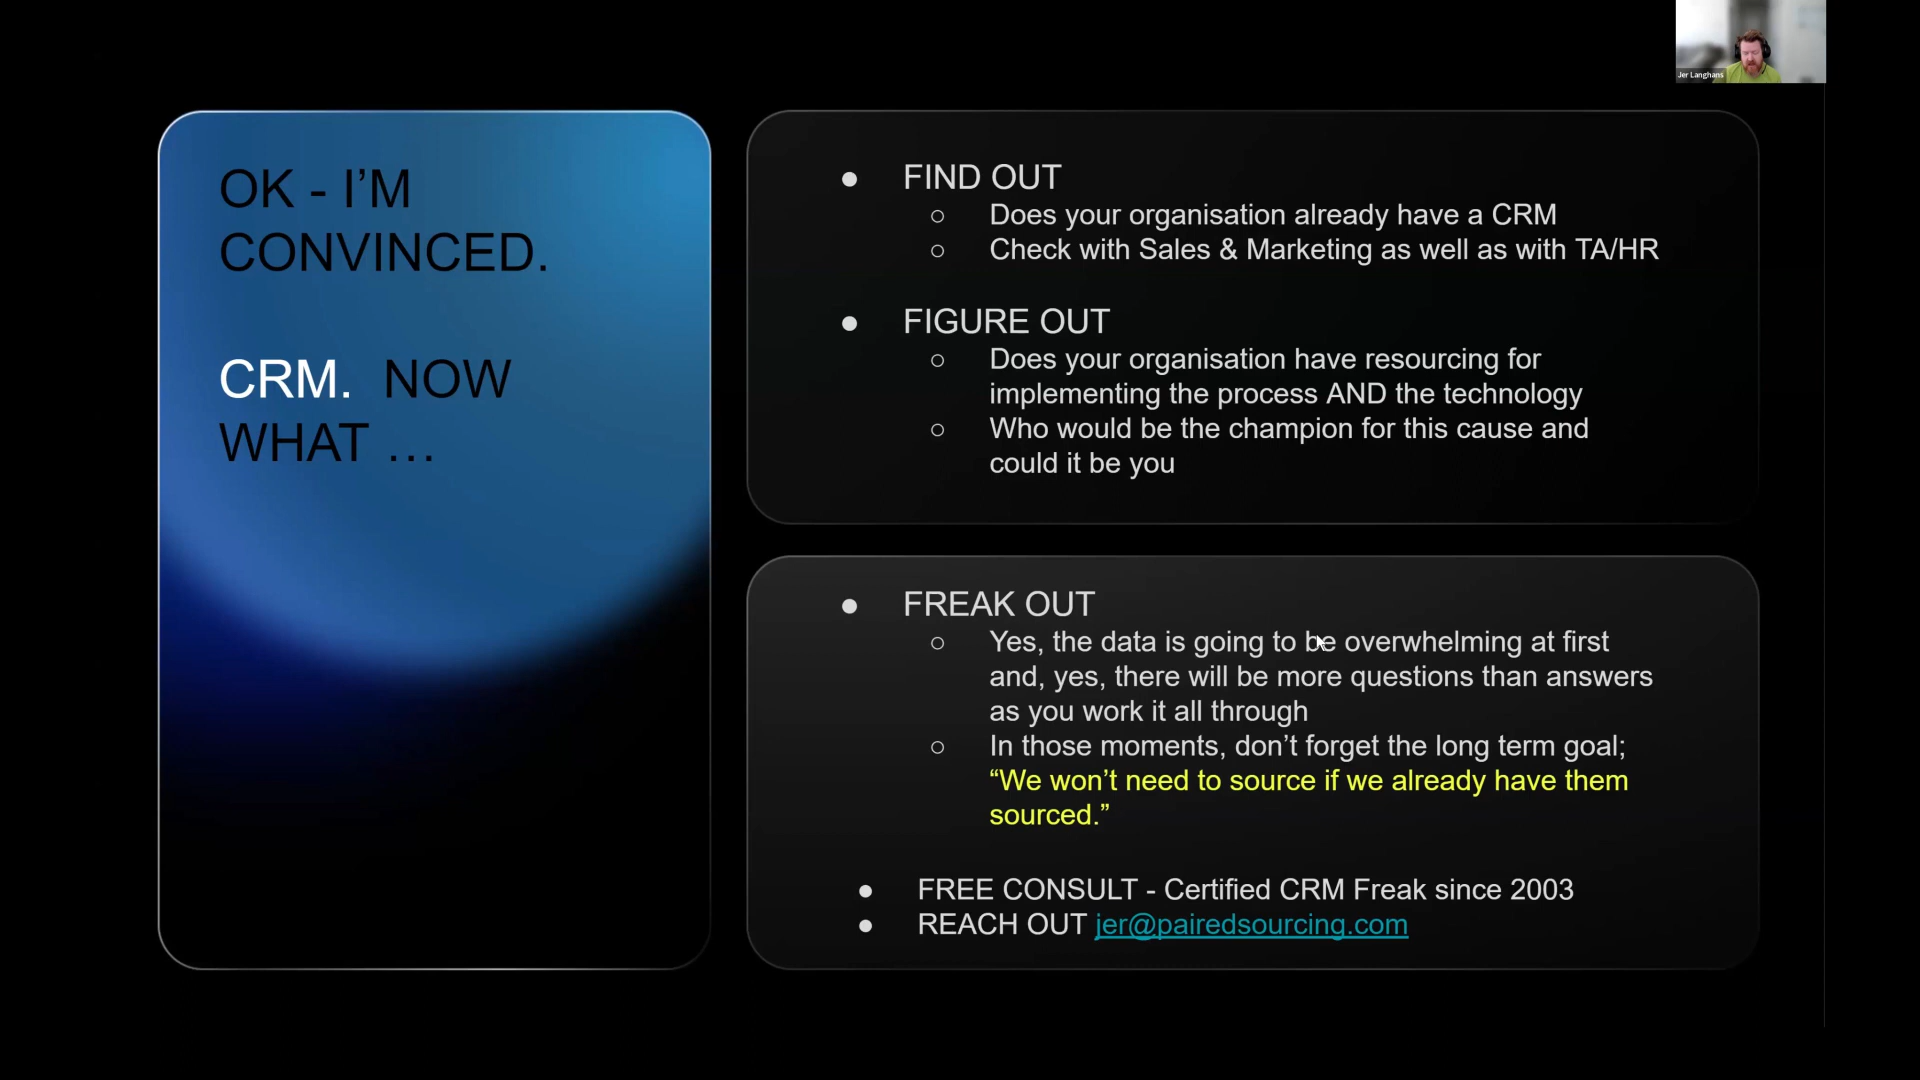 Jer Langhans
OK - I’M
CONVINCED.
CRM. NOW
WHAT …
● FIND OUT
○ Does your organisation already have a CRM
○ Check with Sales & Marketing as well as with TA/HR
● FIGURE OUT
○ Does your organisation have resourcing for
implementing the process AND the technology
○ Who would be the champion for this cause and
could it be you
● FREAK OUT
○ Yes, the data is going to be overwhelming at first
and, yes, there will be more questions than answers
as you work it all through
○ In those moments, don’t forget the long term goal;
“We won’t need to source if we already have them
sourced.”
● FREE CONSULT - Certified CRM Freak since 2003
● REACH OUT jer@pairedsourcing.com